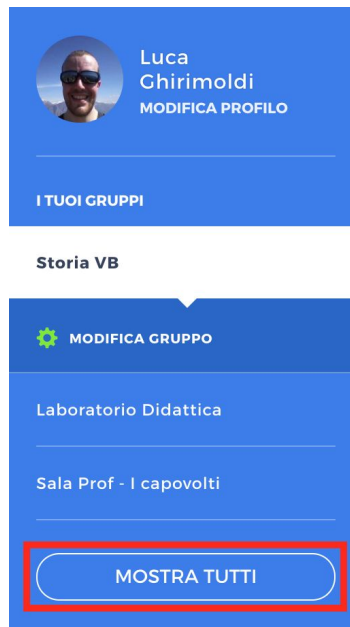 Luca
Ghirimoldi
MODIFICA PROFILO
I TUOI GRUPPI
Storia VB
MODIFICA GRUPPO
Laboratorio Didattica
Sala Prof - I capovolti
MOSTRA TUTTI